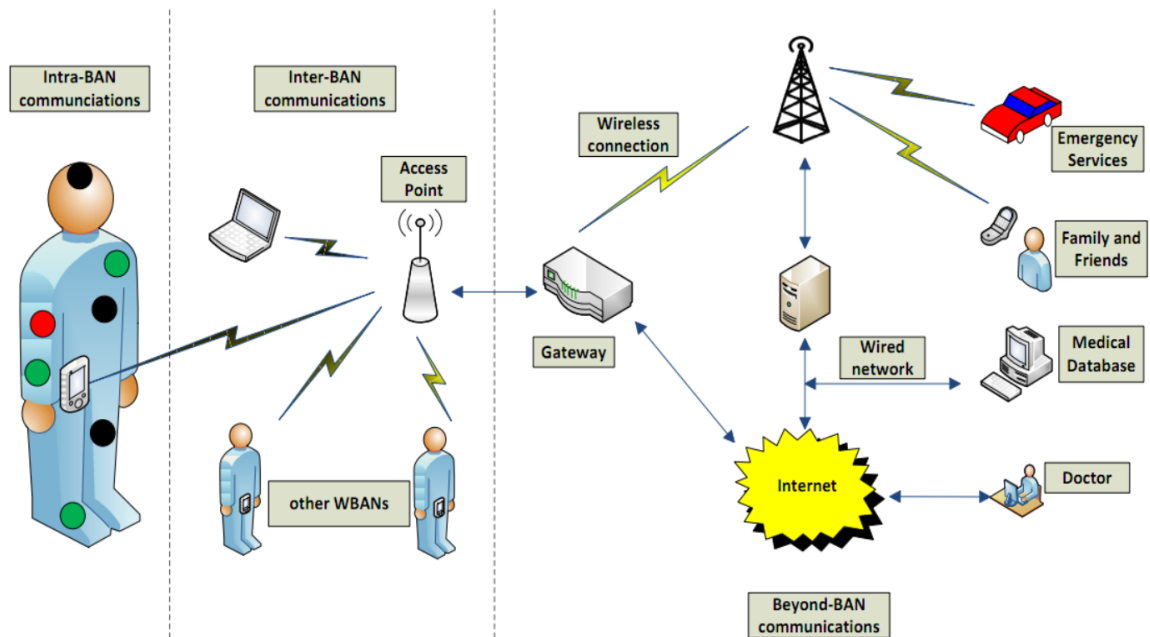 Intra-BAN
communciations
Inter-BAN
communications
Access
Point
Wireless
connection
Emergency
Services
Family and
Friends
Gateway
Wired
network
Medical
Database
other WBANs
Internet
Doctor
Beyond-BAN
communications